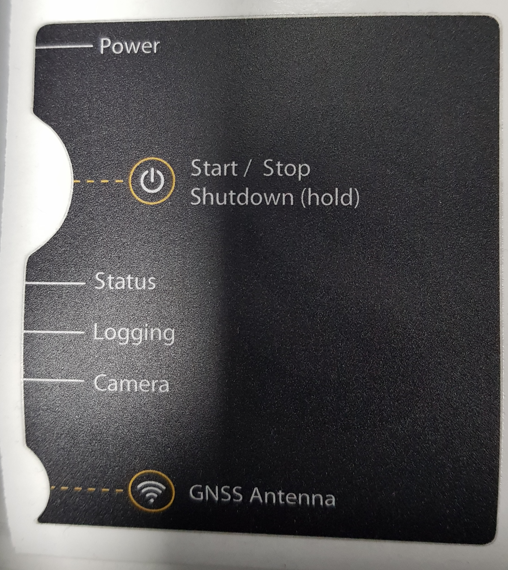 Power
Start / Stop
Shutdown (hold)
Status
Logging
Camera
GNSS Antenna